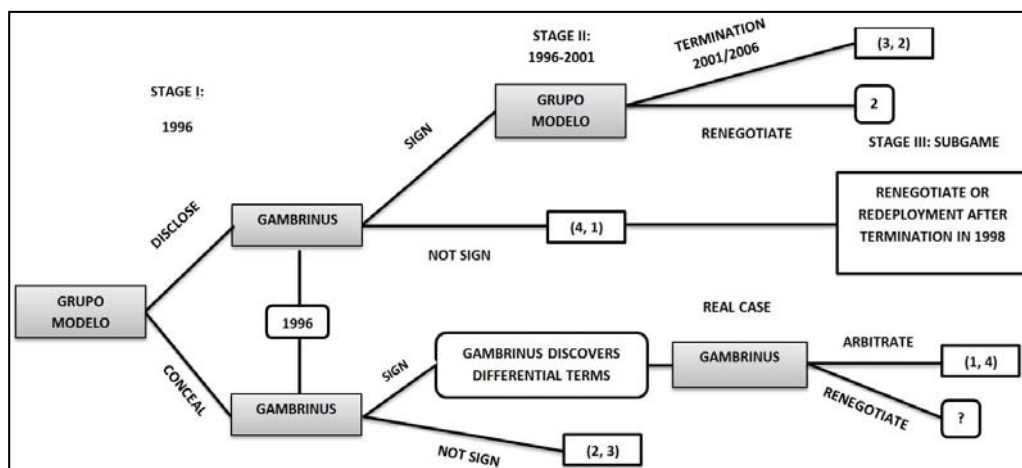 STAGE I:
1996
STAGE II:
1996-2001
TERMINATION
2001/2006
(3, 2)
GRUPO
MODELO
SIGN
RENEGOTIATE
2
STAGE III: SUBGAME
DISCLOSE
GAMBRINUS
NOT SIGN
(4, 1)
RENEGOTIATE OR
REDEPLOYMENT AFTER
TERMINATION IN 1998
GRUPO
MODELO
1996
REAL CASE
CONCEAL
GAMBRINUS
SIGN
GAMBRINUS DISCOVERS
DIFFERENTIAL TERMS
GAMBRINUS
ARBITRATE
(1, 4)
RENEGOTIATE
?
NOT SIGN
(2, 3)